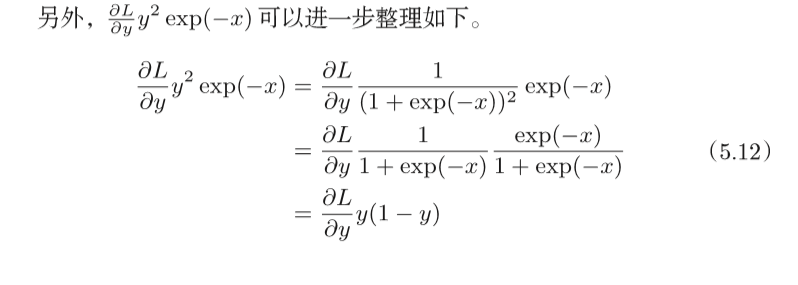 另外，∂L/∂y y² exp(−x) 可以进一步整理如下。
∂L/∂y y² exp(−x) = ∂L/∂y 1/(1 + exp(−x))² exp(−x)
= ∂L/∂y 1/(1 + exp(−x)) exp(−x)/(1 + exp(−x)) （5.12）
= ∂L/∂y y(1 − y)